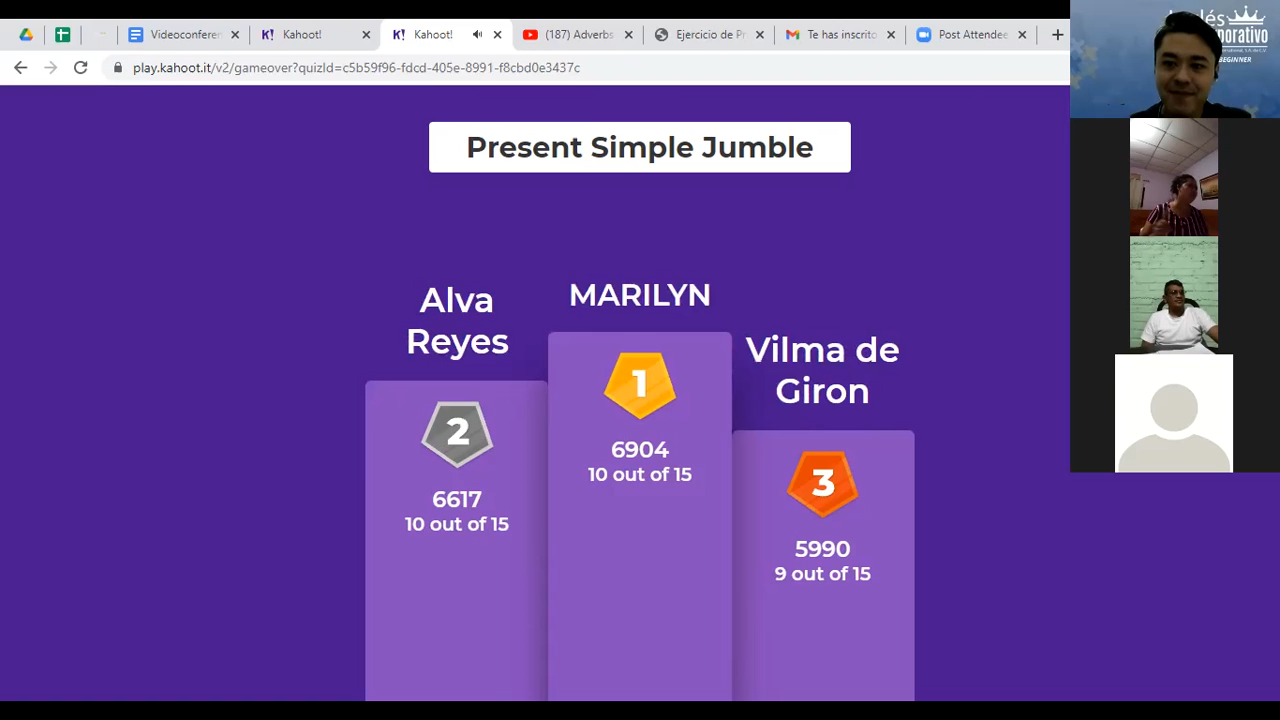 Videoconferen
Kahoot!
Kahoot!
(187) Adverbs
Ejercicio de Pr
Te has inscrito
Post Attendee
play.kahoot.it/v2/gameover?quizId=c5b59f96-fdcd-405e-8991-f8cbd0e3437c
BEGINNER
Present Simple Jumble
Alva
Reyes
MARILYN
Vilma de
Giron
2
6617
10 out of 15
1
6904
10 out of 15
3
5990
9 out of 15